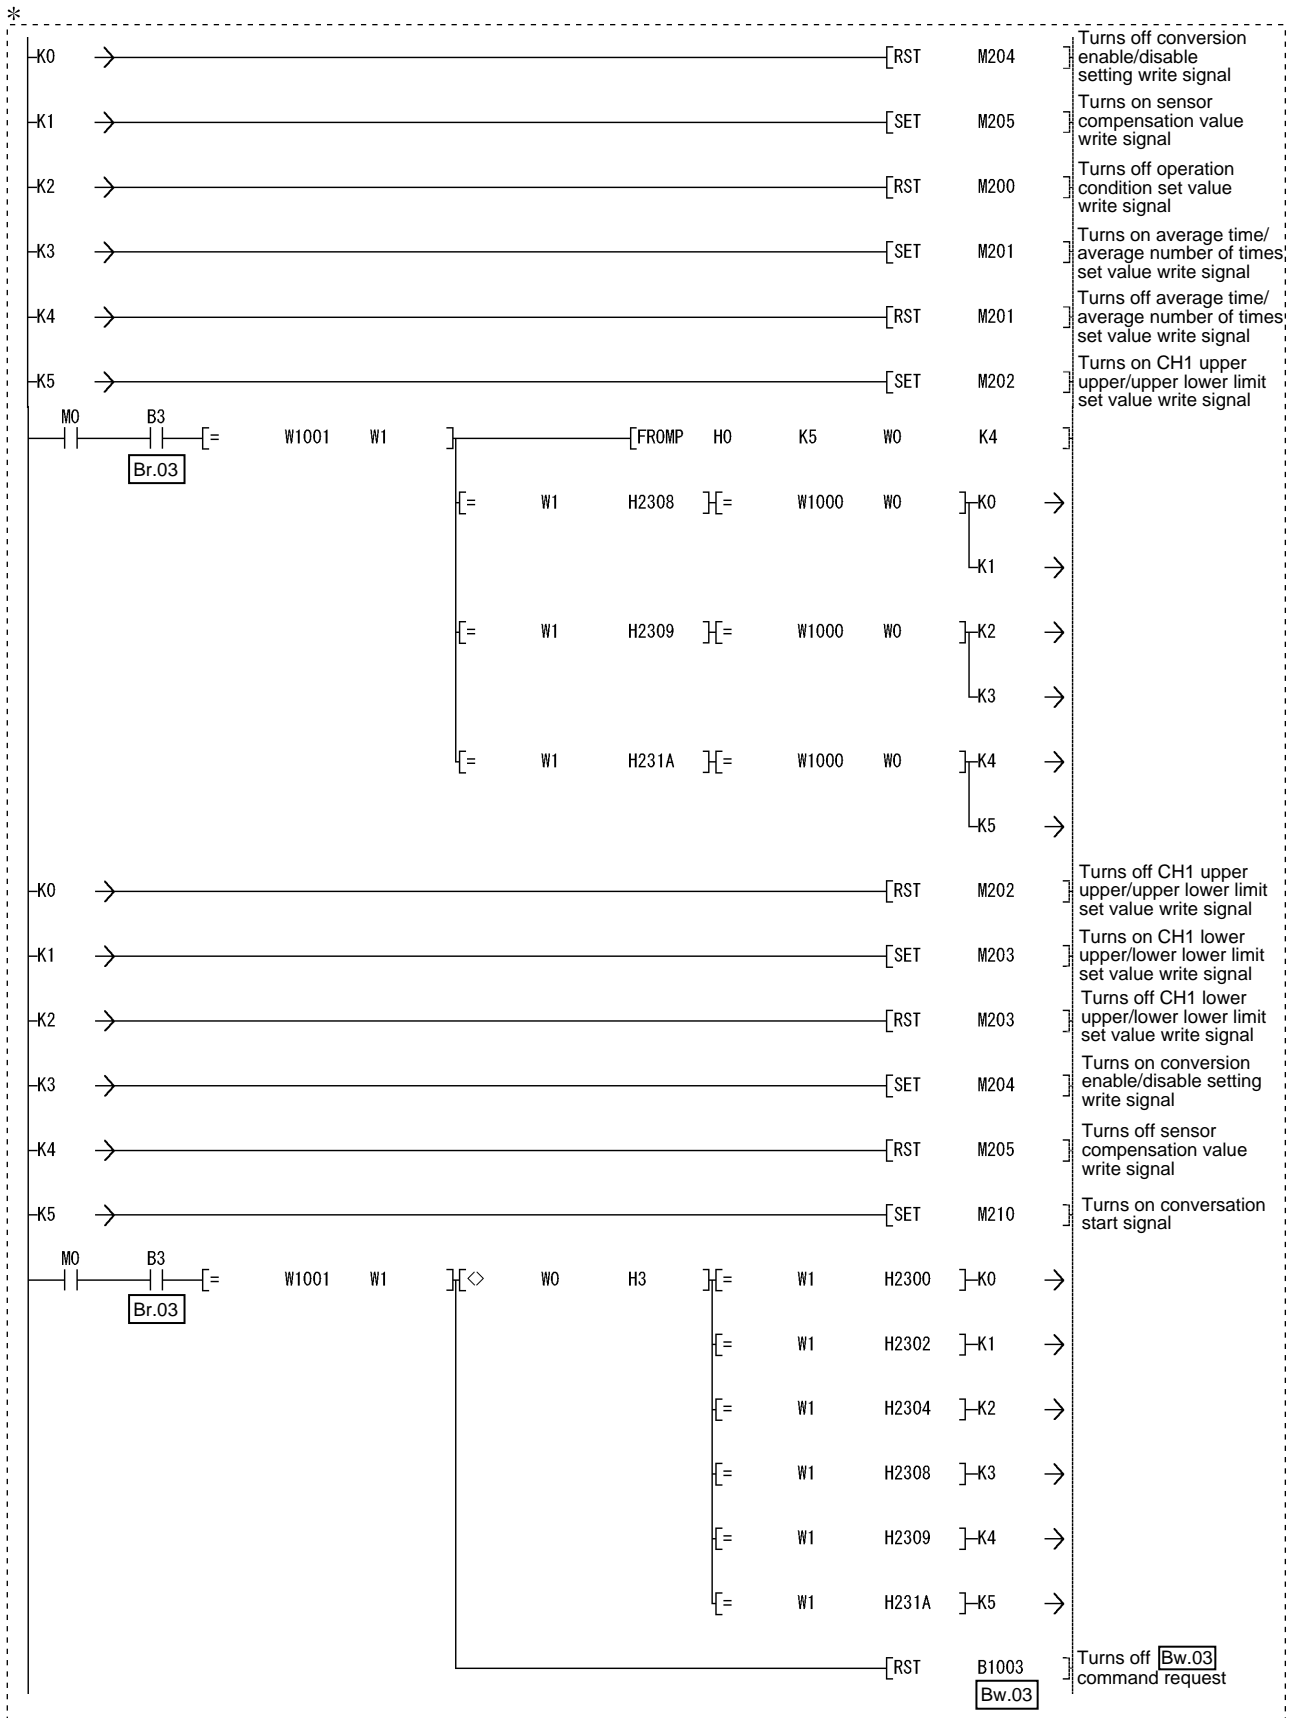 *
K0 RST M204 Turns off conversion
enable/disable
setting write signal
K1 SET M205 Turns on sensor
compensation value
write signal
K2 RST M200 Turns off operation
condition set value
write signal
K3 SET M201 Turns on average time/
average number of times
set value write signal
K4 RST M201 Turns off average time/
average number of times
set value write signal
K5 SET M202 Turns on CH1 upper
upper/upper lower limit
set value write signal
M0 B3
[= W1001 W1 ] [FROMP H0 K5 W0 K4 ]
Br.03
[= W1 H2308 ] [= W1000 W0 ] K0
K1
[= W1 H2309 ] [= W1000 W0 ] K2
K3
[= W1 H231A ] [= W1000 W0 ] K4
K5
K0 RST M202 Turns off CH1 upper
upper/upper lower limit
set value write signal
K1 SET M203 Turns on CH1 lower
upper/lower lower limit
set value write signal
K2 RST M203 Turns off CH1 lower
upper/lower lower limit
set value write signal
K3 SET M204 Turns on conversion
enable/disable setting
write signal
K4 RST M205 Turns off sensor
compensation value
write signal
K5 SET M210 Turns on conversation
start signal
M0 B3
[= W1001 W1 ] [<> W0 H3 ] [= W1 H2300 ] K0
Br.03
[= W1 H2302 ] K1
[= W1 H2304 ] K2
[= W1 H2308 ] K3
[= W1 H2309 ] K4
[= W1 H231A ] K5
RST B1003 Turns off Bw.03
command request
Bw.03